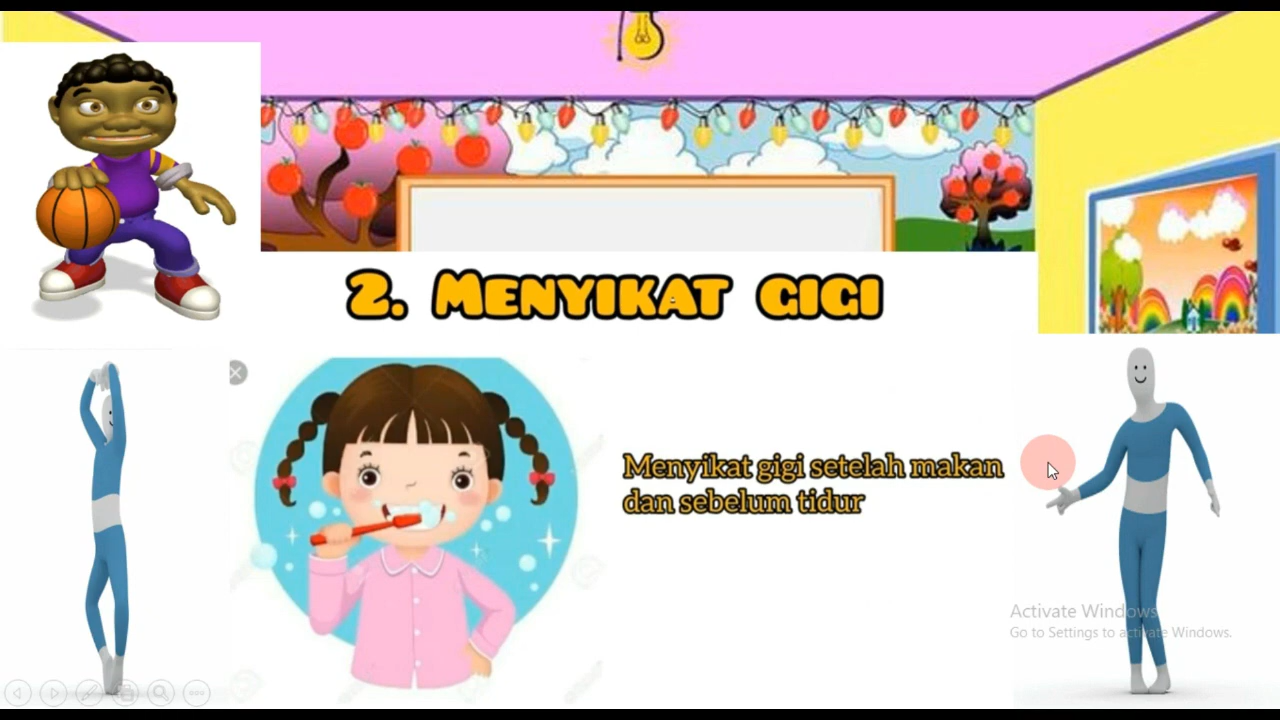 2. MENYIKAT GIGI
Menyikat gigi setelah makan
dan sebelum tidur
Activate Windows
Go to Settings to activate Windows.